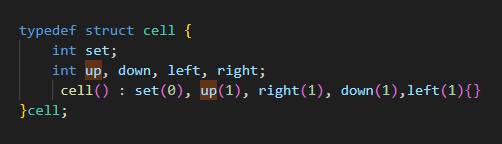 typedef struct cell {
    int set;
    int up, down, left, right;
     cell() : set(0), up(1), right(1), down(1),left(1){}
}cell;